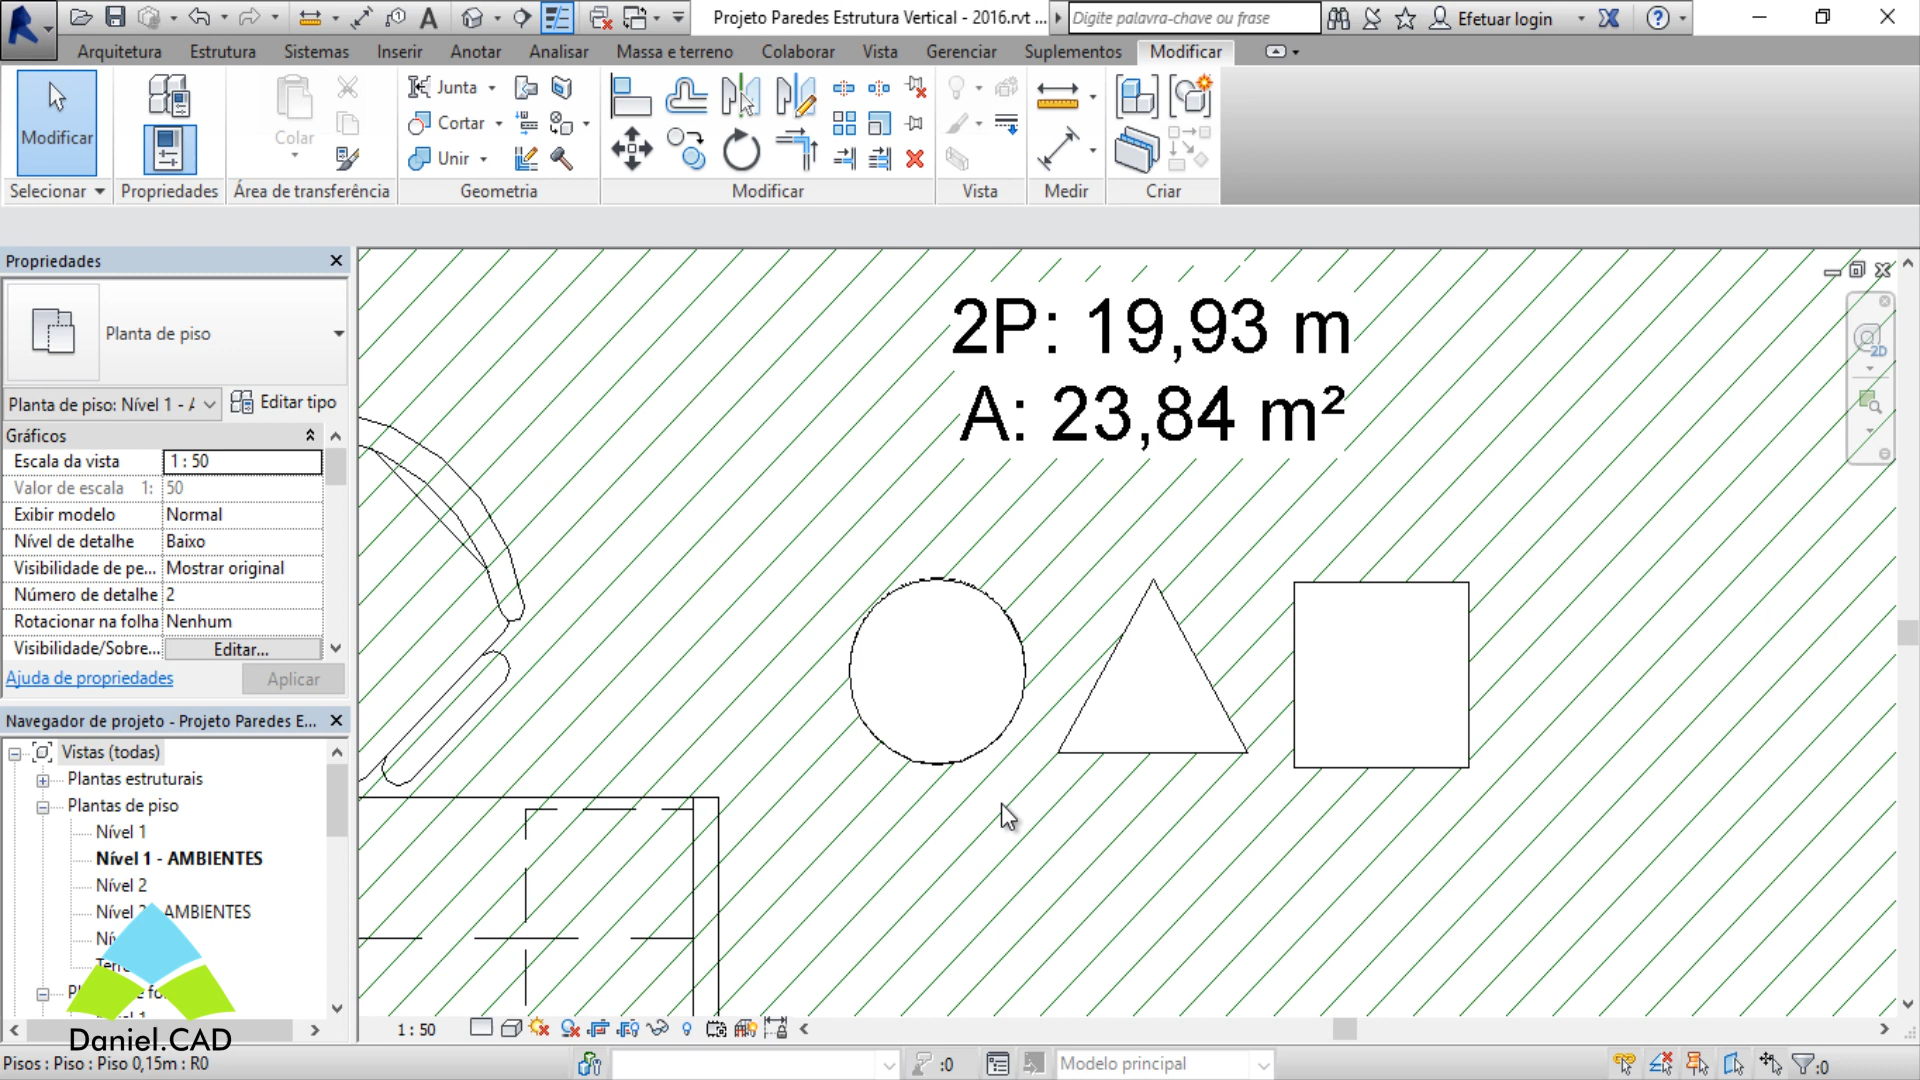 Projeto Paredes Estrutura Vertical - 2016.rvt ...
Digite palavra-chave ou frase
Efetuar login
Arquitetura Estrutura Sistemas Inserir Anotar Analisar Massa e terreno Colaborar Vista Gerenciar Suplementos Modificar
Modificar
Colar
Junta
Cortar
Unir
Selecionar Propriedades Área de transferência Geometria Modificar Vista Medir Criar
Propriedades
Planta de piso
Planta de piso: Nível 1 - A
Editar tipo
Gráficos
Escala da vista 1 : 50
Valor de escala 1: 50
Exibir modelo Normal
Nível de detalhe Baixo
Visibilidade de pe... Mostrar original
Número de detalhe 2
Rotacionar na folha Nenhum
Visibilidade/Sobre... Editar...
Ajuda de propriedades Aplicar
Navegador de projeto - Projeto Paredes E...
Vistas (todas)
Plantas estruturais
Plantas de piso
Nível 1
Nível 1 - AMBIENTES
Nível 2
Nível AMBIENTES
Daniel.CAD
2P: 19,93 m
A: 23,84 m²
2D
1 : 50
Pisos : Piso : Piso 0,15m : R0
:0
Modelo principal
:0